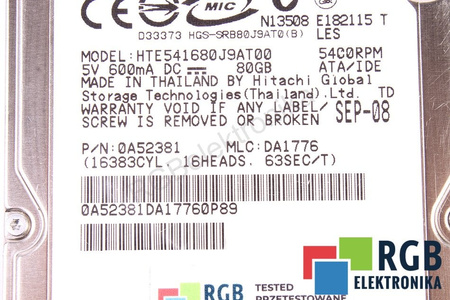 MIC
N13508 E182115 T
D33373 HGS-SRB80J9AT0(B) LES
MODEL:HTE541680J9AT00 5400RPM
5V 600mA DC 80GB ATA/IDE
MADE IN THAILAND BY Hitachi Global
Storage Technologies(Thailand).Ltd. TD
WARRANTY VOID IF ANY LABEL/
SCREW IS REMOVED OR BROKEN SEP-08
P/N:0A52381 MLC:DA1776
(16383CYL. 16HEADS. 63SEC/T)
0A52381DA17760P89
RGB
ELEKTRONIKA
RGB
TESTED
PRZETESTOWANE